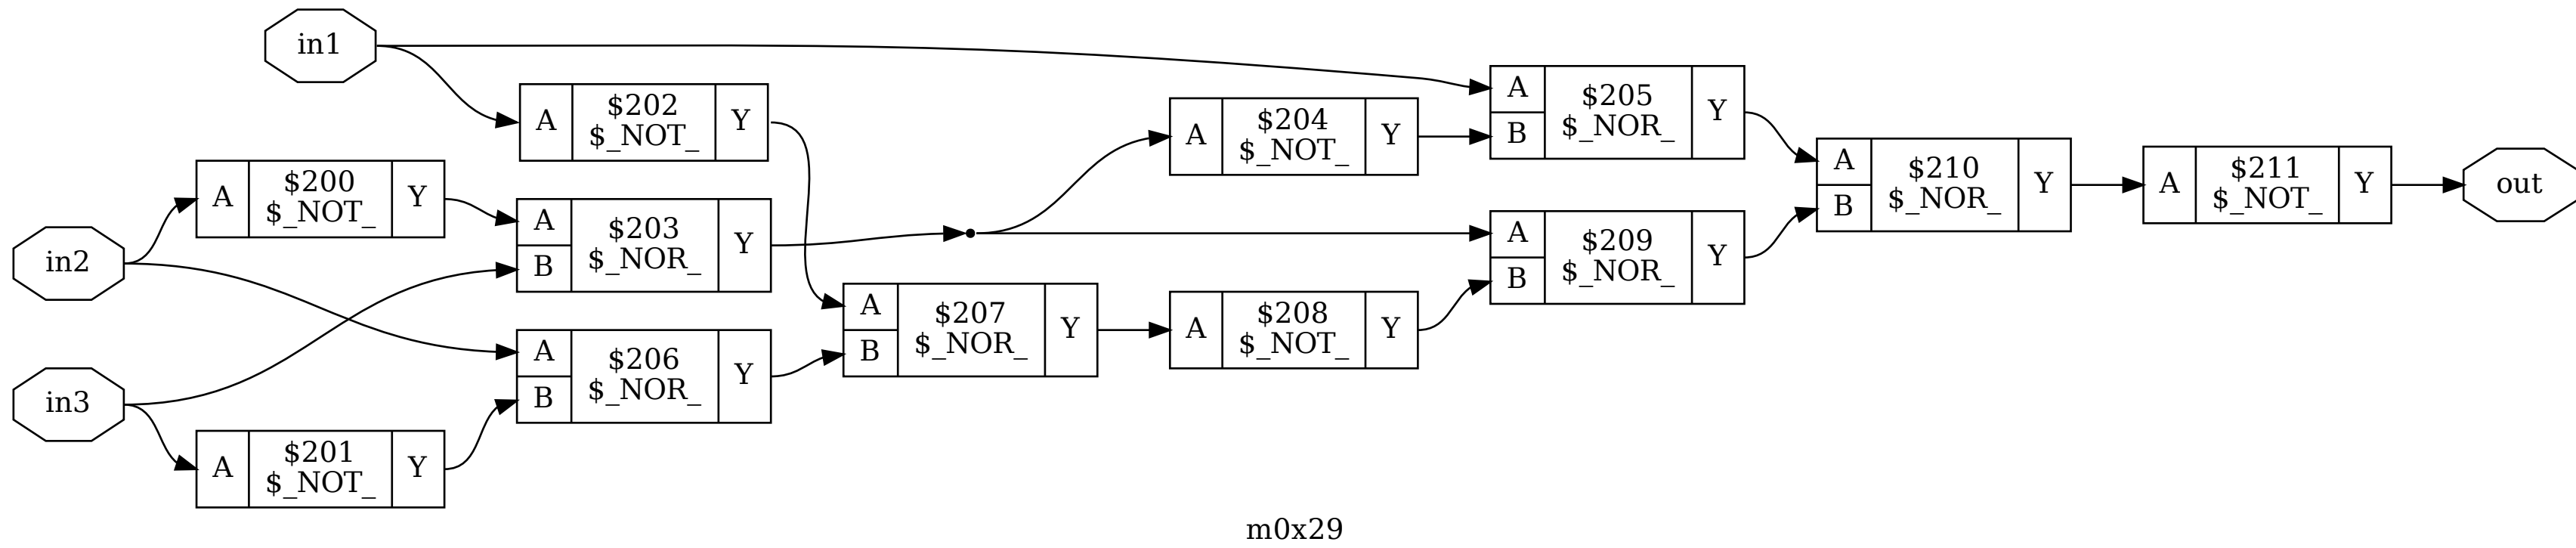 in1
$202
A
Y
$_NOT_
$200
A
Y
$_NOT_
in2
$203
A
B
Y
$_NOR_
in3
$206
A
B
Y
$_NOR_
$201
A
Y
$_NOT_
$207
A
B
Y
$_NOR_
$204
A
Y
$_NOT_
$208
A
Y
$_NOT_
$205
A
B
Y
$_NOR_
$209
A
B
Y
$_NOR_
$210
A
B
Y
$_NOR_
$211
A
Y
$_NOT_
out
m0x29